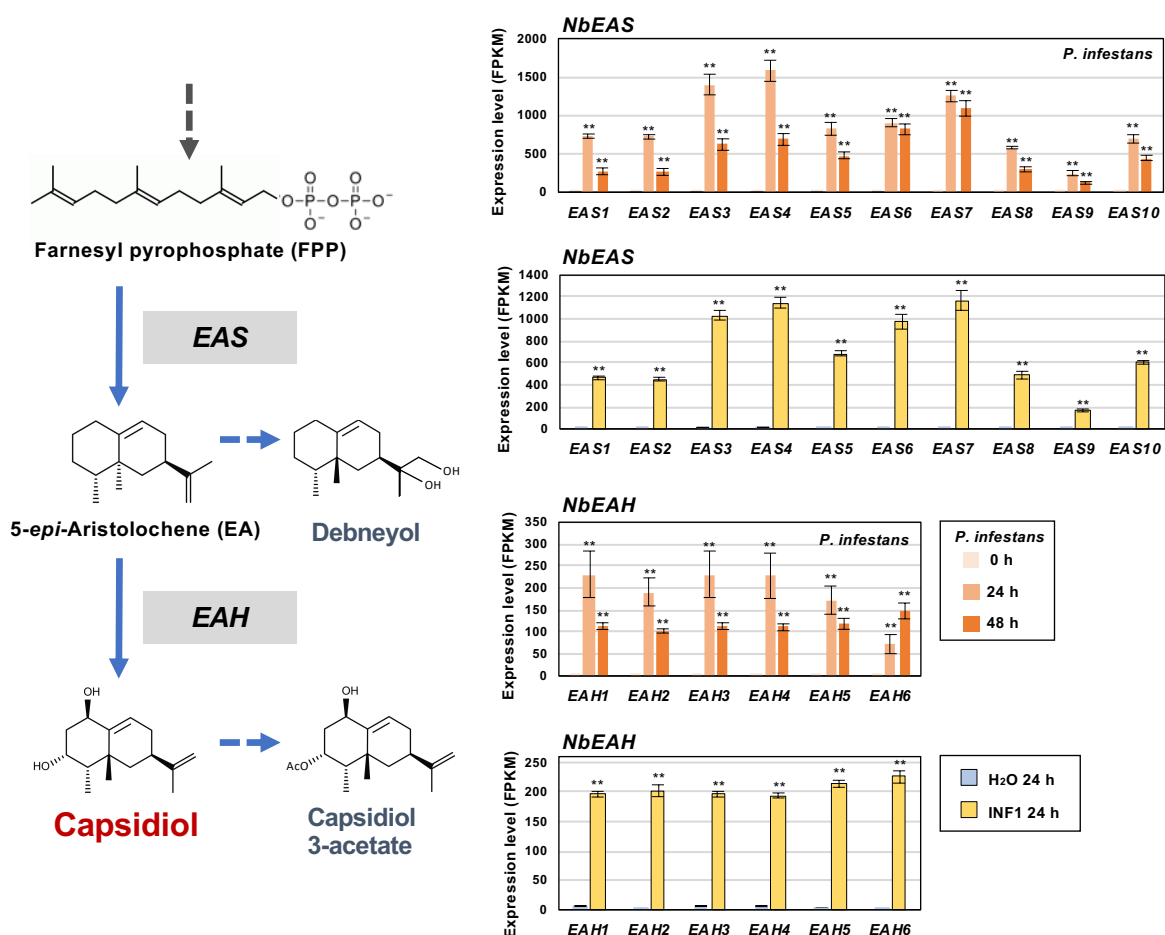 O P O P O⁻
O O
O⁻ O⁻
Farnesyl pyrophosphate (FPP)
EAS
OH
OH
5-epi-Aristolochene (EA)
Debneyol
EAH
OH
HO
OH
AcO
Capsidiol
Capsidiol
3-acetate
NbEAS
Expression level (FPKM)
2000
1500
1000
500
0
P. infestans
** ** ** ** ** ** ** ** ** ** ** ** ** ** ** ** ** ** ** **
EAS1 EAS2 EAS3 EAS4 EAS5 EAS6 EAS7 EAS8 EAS9 EAS10
NbEAS
Expression level (FPKM)
1400
1200
1000
800
600
400
200
0
** ** ** ** ** ** ** ** ** **
EAS1 EAS2 EAS3 EAS4 EAS5 EAS6 EAS7 EAS8 EAS9 EAS10
NbEAH
Expression level (FPKM)
350
300
250
200
150
100
50
0
P. infestans
** ** ** ** ** ** ** ** ** ** ** **
EAH1 EAH2 EAH3 EAH4 EAH5 EAH6
P. infestans
0 h
24 h
48 h
NbEAH
Expression level (FPKM)
250
200
150
100
50
0
** ** ** ** ** **
EAH1 EAH2 EAH3 EAH4 EAH5 EAH6
H₂O 24 h
INF1 24 h